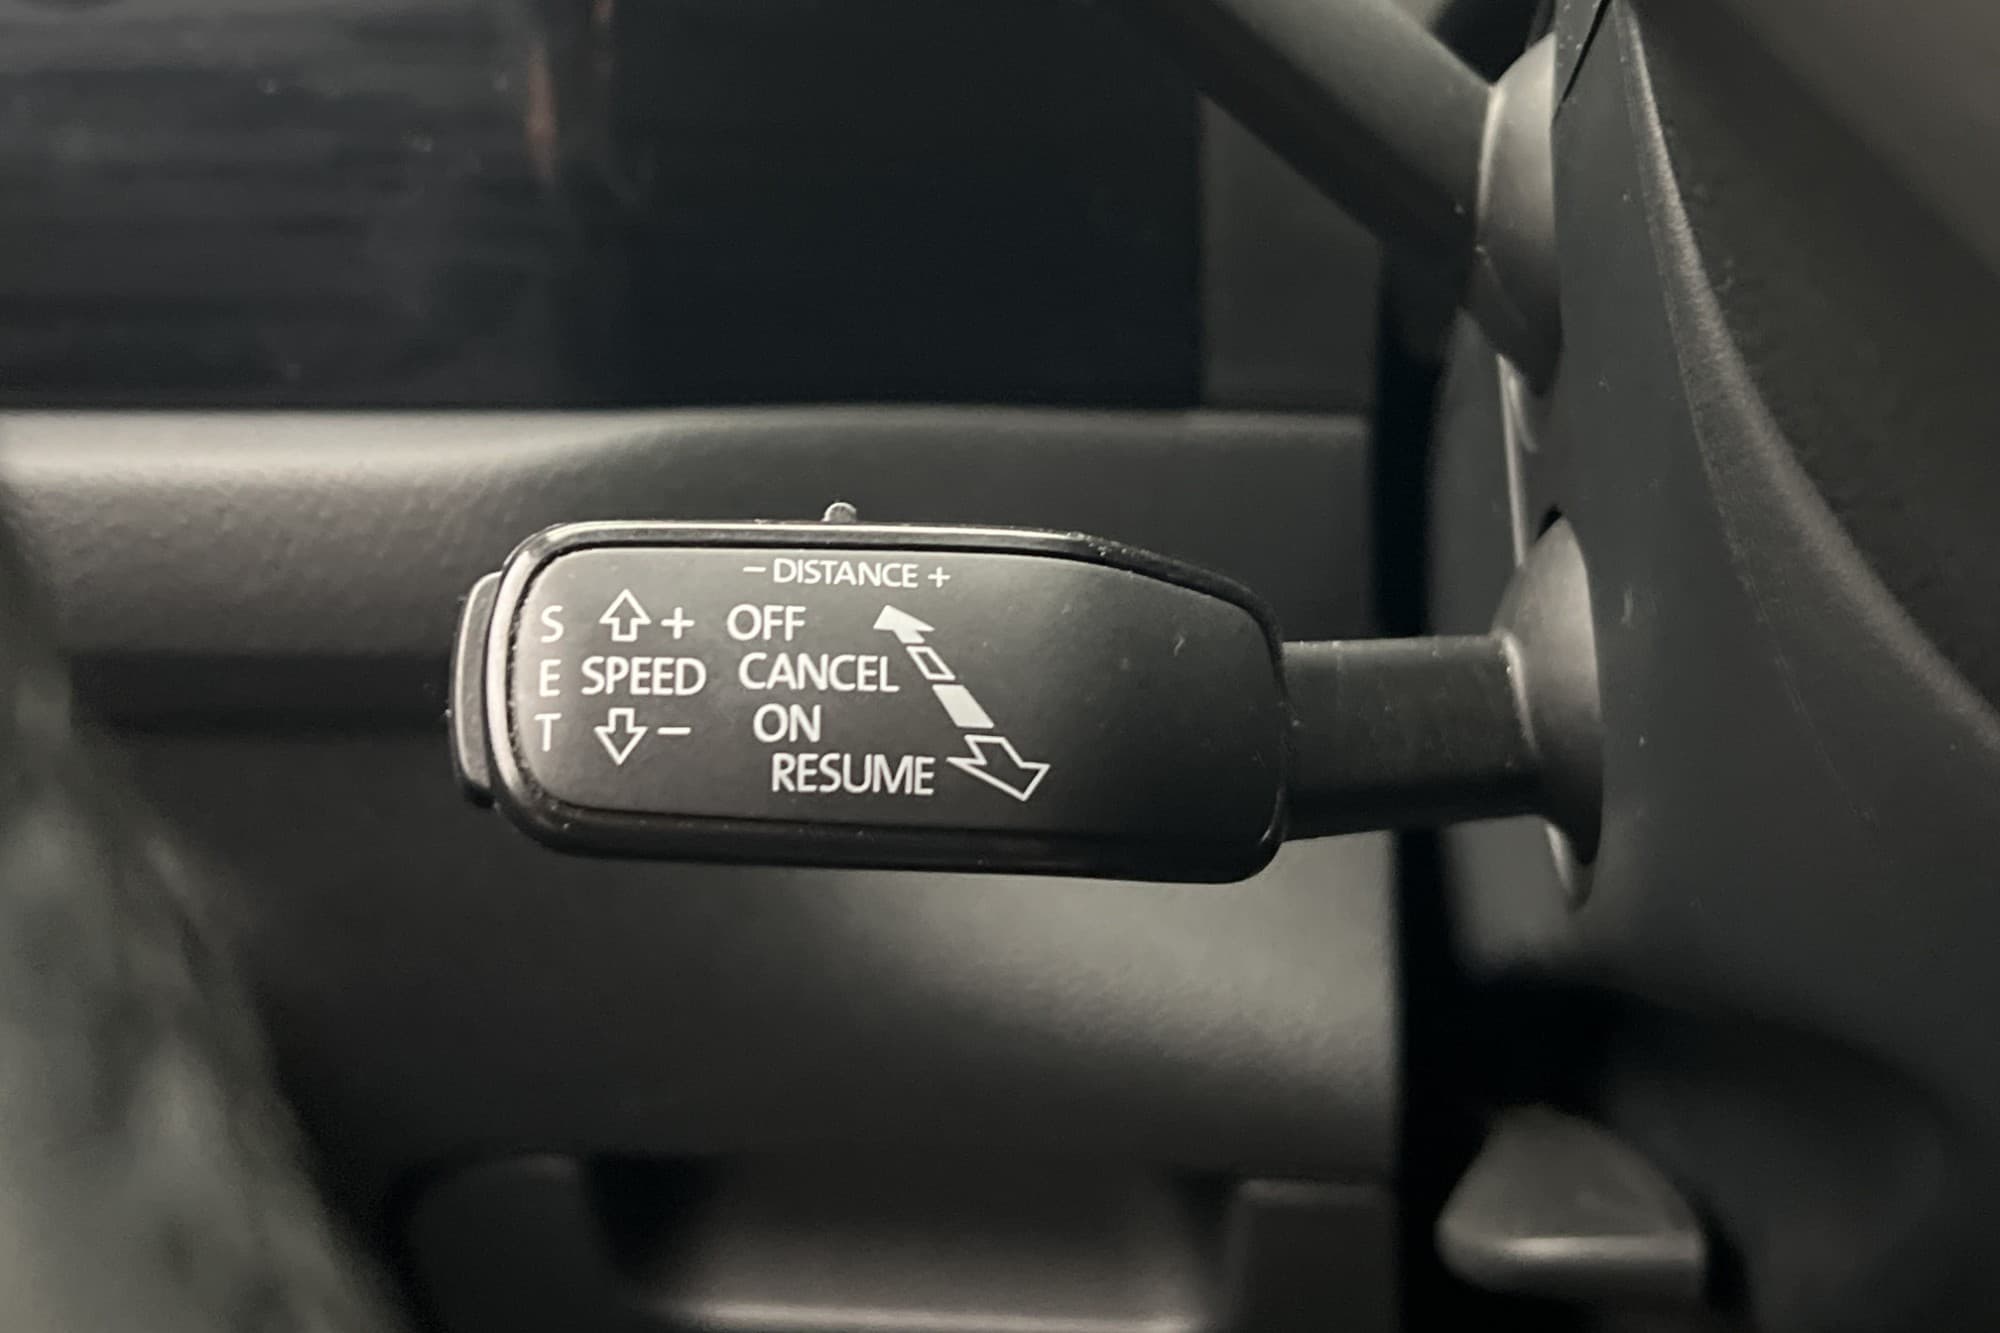 − DISTANCE +
S + OFF
E SPEED CANCEL
T − ON
RESUME